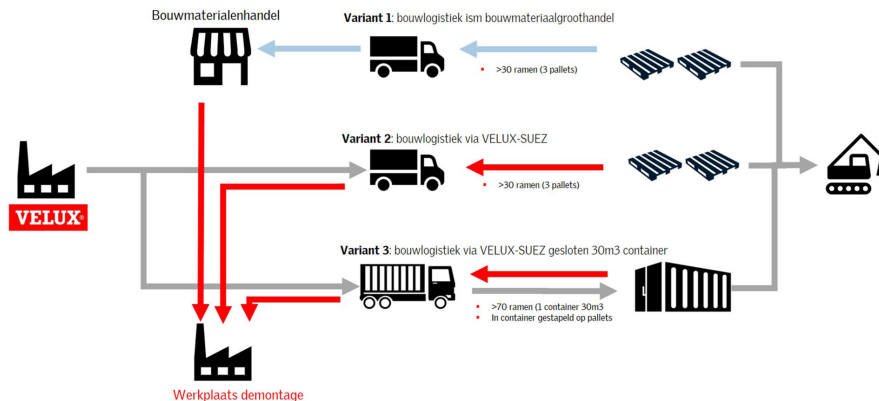 Bouwmaterialenhandel
Variant 1: bouwlogistiek ism bouwmateriaalgroothandel
>30 ramen (3 pallets)
Variant 2: bouwlogistiek via VELUX-SUEZ
>30 ramen (3 pallets)
VELUX®
Variant 3: bouwlogistiek via VELUX-SUEZ gesloten 30m3 container
>70 ramen (1 container 30m3
In container gestapeld op pallets
Werkplaats demontage